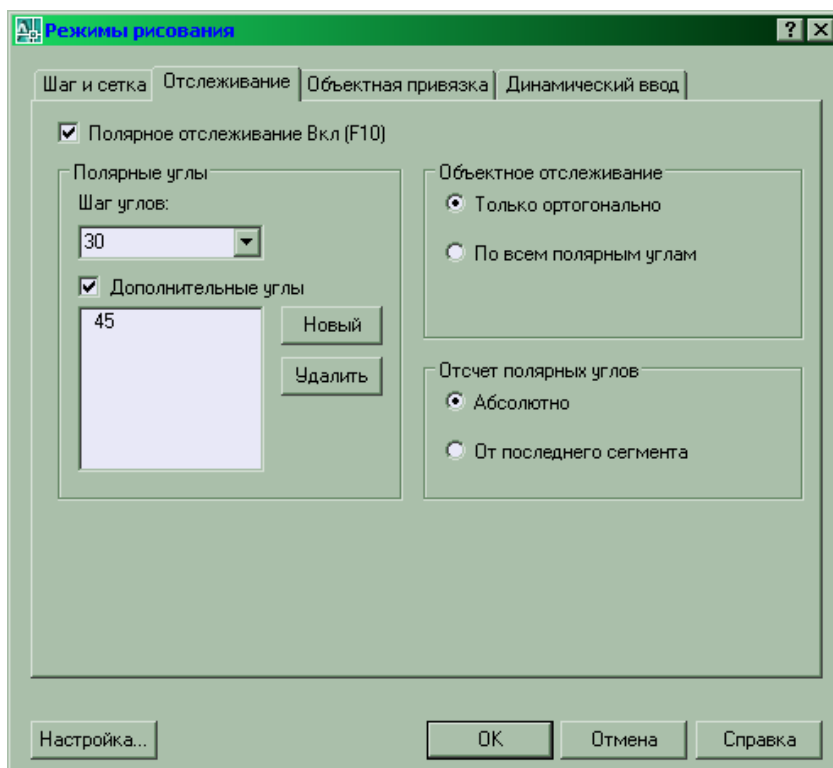 Режимы рисования
Шаг и сетка
Отслеживание
Объектная привязка
Динамический ввод
Полярное отслеживание Вкл (F10)
Полярные углы
Шаг углов:
30
Дополнительные углы
45
Новый
Удалить
Объектное отслеживание
Только ортогонально
По всем полярным углам
Отсчет полярных углов
Абсолютно
От последнего сегмента
Настройка...
OK
Отмена
Справка